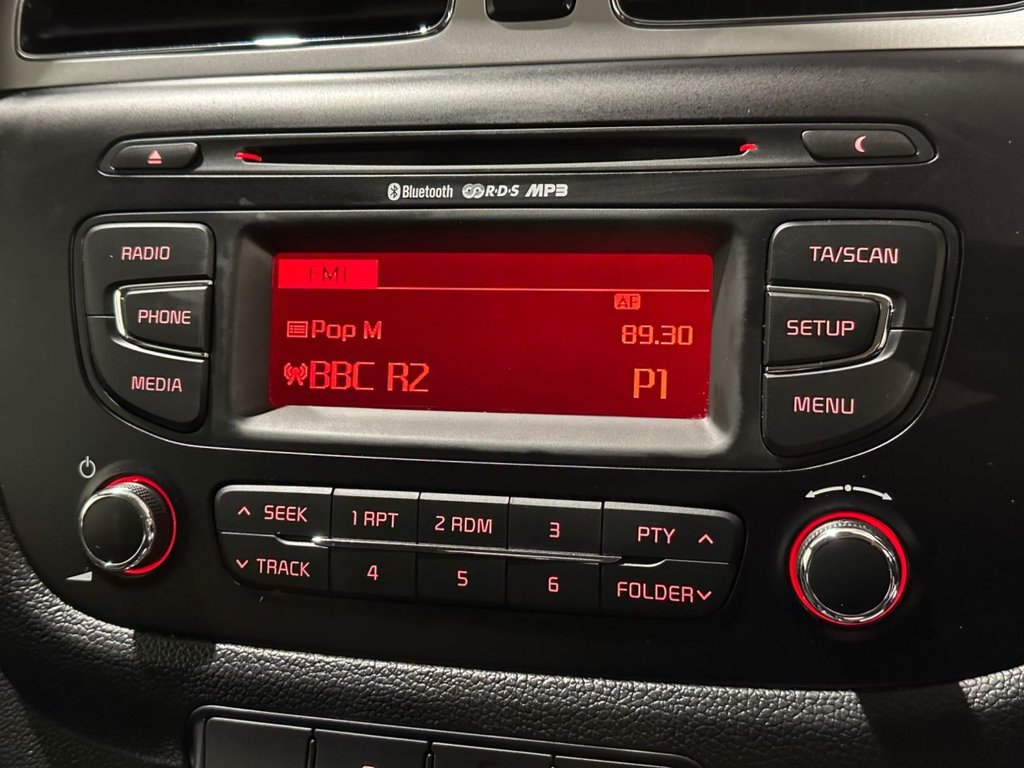 Bluetooth R·D·S MP3
RADIO
PHONE
MEDIA
FM1
AF
Pop M 89.30
BBC R2 P1
TA/SCAN
SETUP
MENU
SEEK 1 RPT 2 RDM 3 PTY
TRACK 4 5 6 FOLDER